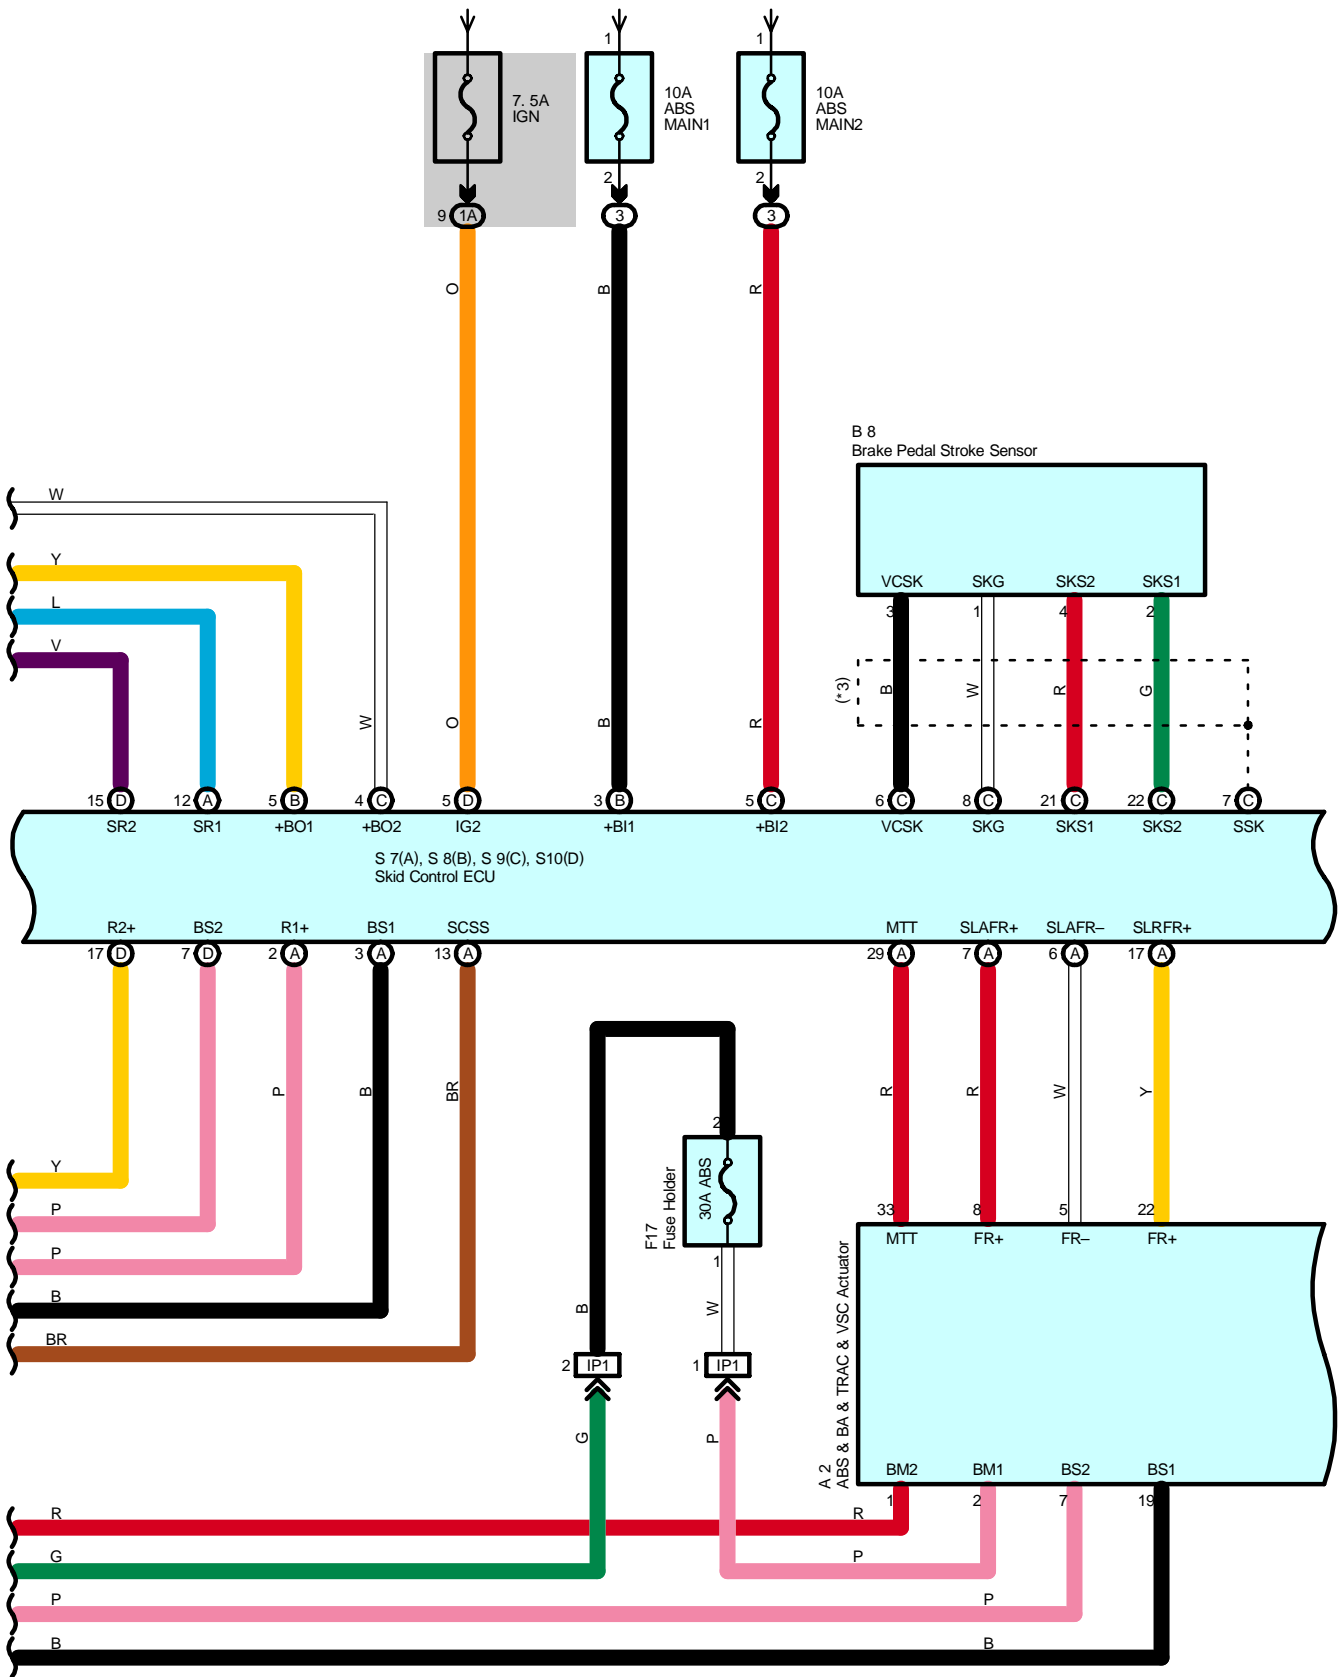 1
1
7. 5A
IGN
10A
ABS
MAIN1
10A
ABS
MAIN2
2
2
9 1A
3
3
O
B
R
B 8
Brake Pedal Stroke Sensor
W
Y
L
V
VCSK SKG SKS2 SKS1
3 1 4 2
(*3)
B W R G
W O B R
15 D
12 A
5 B
4 C
5 D
3 B
5 C
6 C
8 C
21 C
22 C
7 C
SR2 SR1 +BO1 +BO2 IG2 +BI1 +BI2 VCSK SKG SKS1 SKS2 SSK
S 7(A), S 8(B), S 9(C), S10(D)
Skid Control ECU
R2+ BS2 R1+ BS1 SCSS MTT SLAFR+ SLAFR– SLRFR+
17 D
7 D
2 A
3 A
13 A
29 A
7 A
6 A
17 A
P B BR R R W Y
2
30A ABS
F17
Fuse Holder
1
Y
P
P
B
BR
33 8 5 22
MTT FR+ FR– FR+
A 2
ABS & BA & TRAC & VSC Actuator
B W
2 IP1
1 IP1
G P
BM2 BM1 BS2 BS1
1 2 7 19
R R
G P
P P
B B